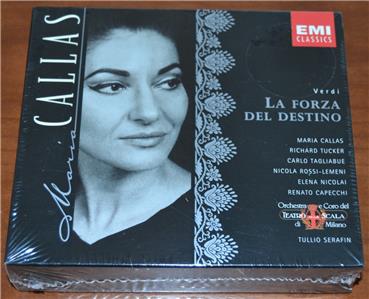 Maria CALLAS
EMI
CLASSICS
Verdi
LA FORZA
DEL DESTINO
MARIA CALLAS
RICHARD TUCKER
CARLO TAGLIABUE
NICOLA ROSSI-LEMENI
ELENA NICOLAI
RENATO CAPECCHI
Orchestra e Coro del
TEATRO SCALA
di Milano
TULLIO SERAFIN